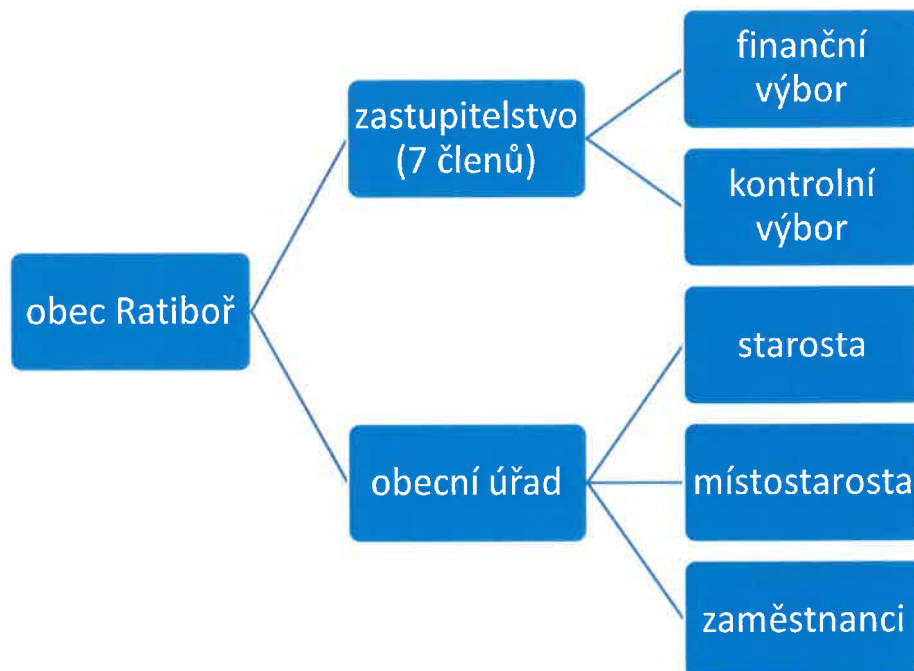 finanční
výbor
zastupitelstvo
(7 členů)
kontrolní
výbor
obec Ratiboř
starosta
obecní úřad
místostarosta
zaměstnanci